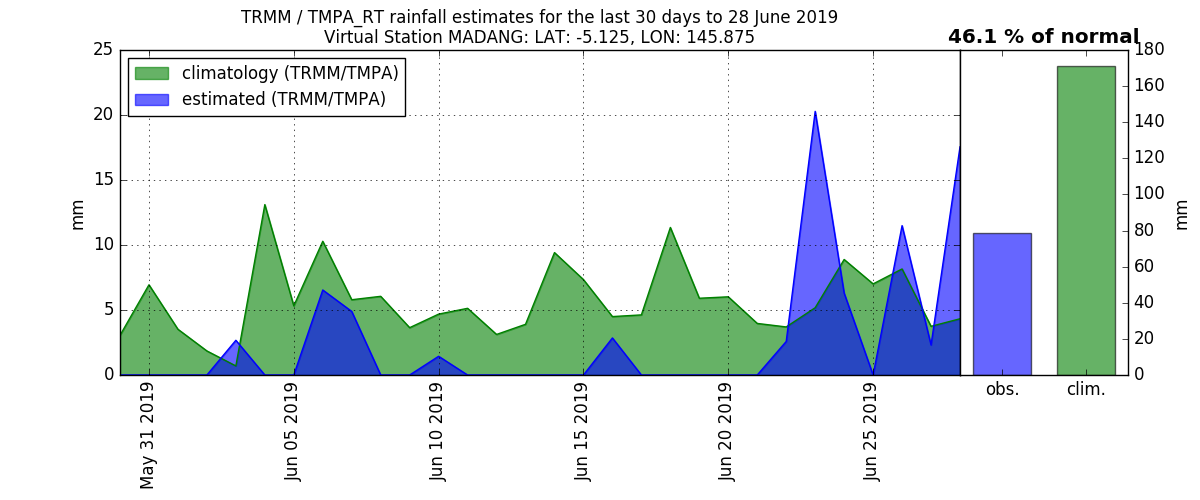 TRMM / TMPA_RT rainfall estimates for the last 30 days to 28 June 2019
Virtual Station MADANG: LAT: -5.125, LON: 145.875
46.1 % of normal
climatology (TRMM/TMPA)
estimated (TRMM/TMPA)
mm
25
20
15
10
5
0
May 31 2019
Jun 05 2019
Jun 10 2019
Jun 15 2019
Jun 20 2019
Jun 25 2019
obs.
clim.
180
160
140
120
100
80
60
40
20
0
mm